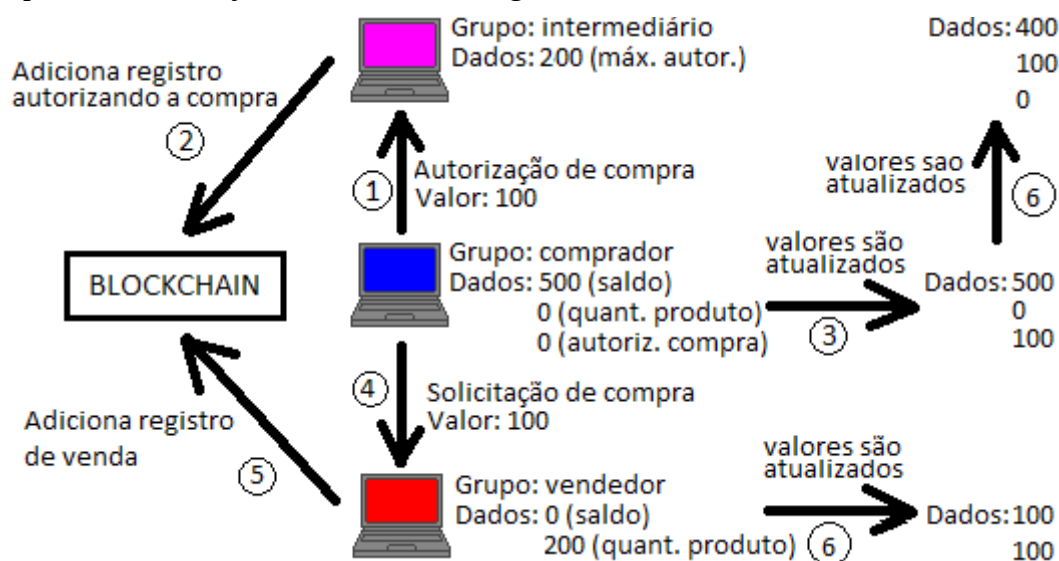 Grupo: intermediário
Dados: 200 (máx. autor.)
Dados: 400
100
0
Adiciona registro
autorizando a compra
2
1
Autorização de compra
Valor: 100
valores sao
atualizados
6
BLOCKCHAIN
Grupo: comprador
Dados: 500 (saldo)
0 (quant. produto)
0 (autoriz. compra)
valores são
atualizados
3
Dados: 500
0
100
4
Solicitação de compra
Valor: 100
Adiciona registro
de venda
5
Grupo: vendedor
Dados: 0 (saldo)
200 (quant. produto)
valores são
atualizados
6
Dados: 100
100